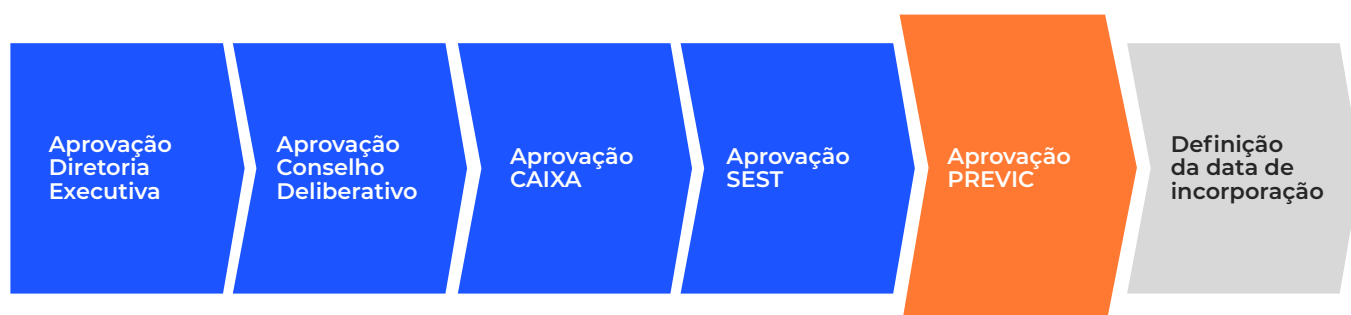 Aprovação
Diretoria
Executiva
Aprovação
Conselho
Deliberativo
Aprovação
CAIXA
Aprovação
SEST
Aprovação
PREVIC
Definição
da data de
incorporação